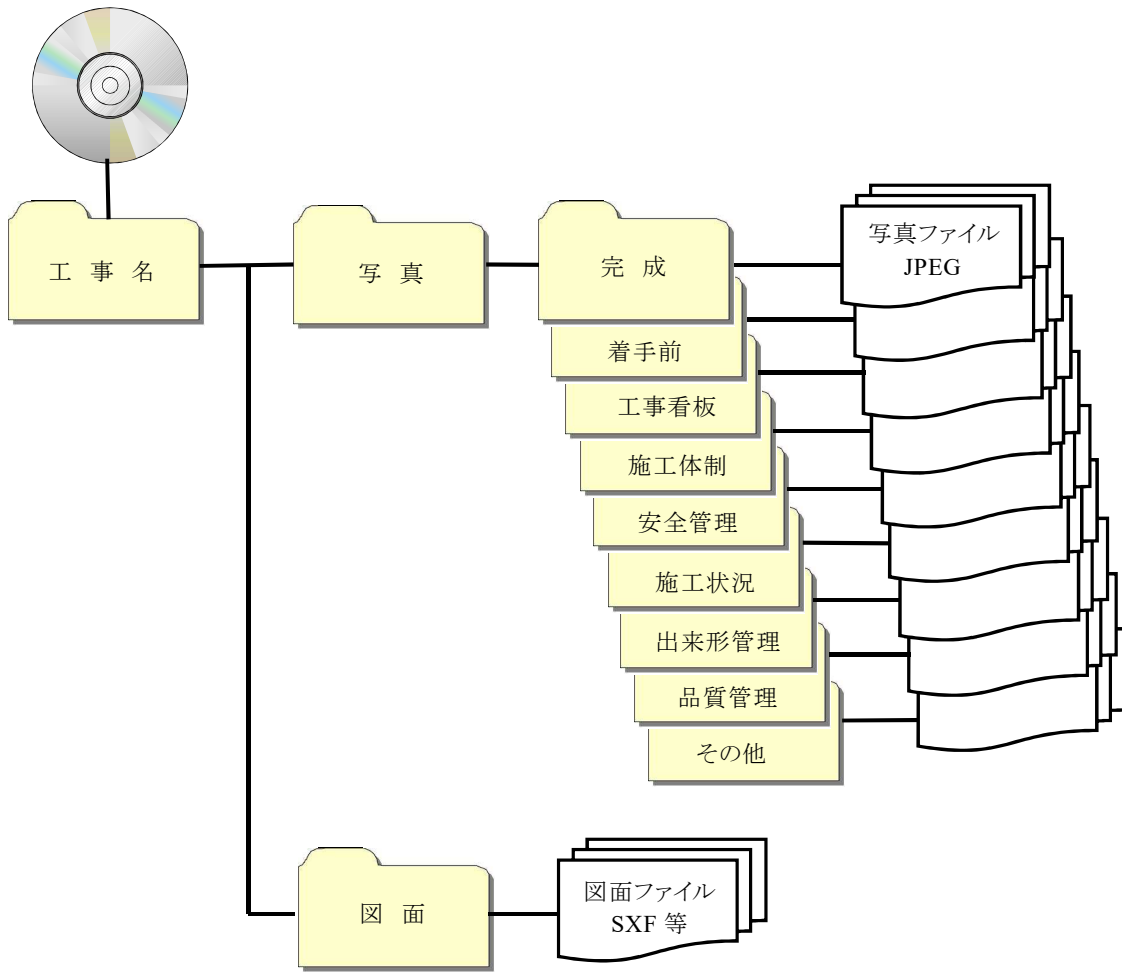 工事名
写真
完成
写真ファイル
JPEG
着手前
工事看板
施工体制
安全管理
施工状況
出来形管理
品質管理
その他
図面
図面ファイル
SXF 等